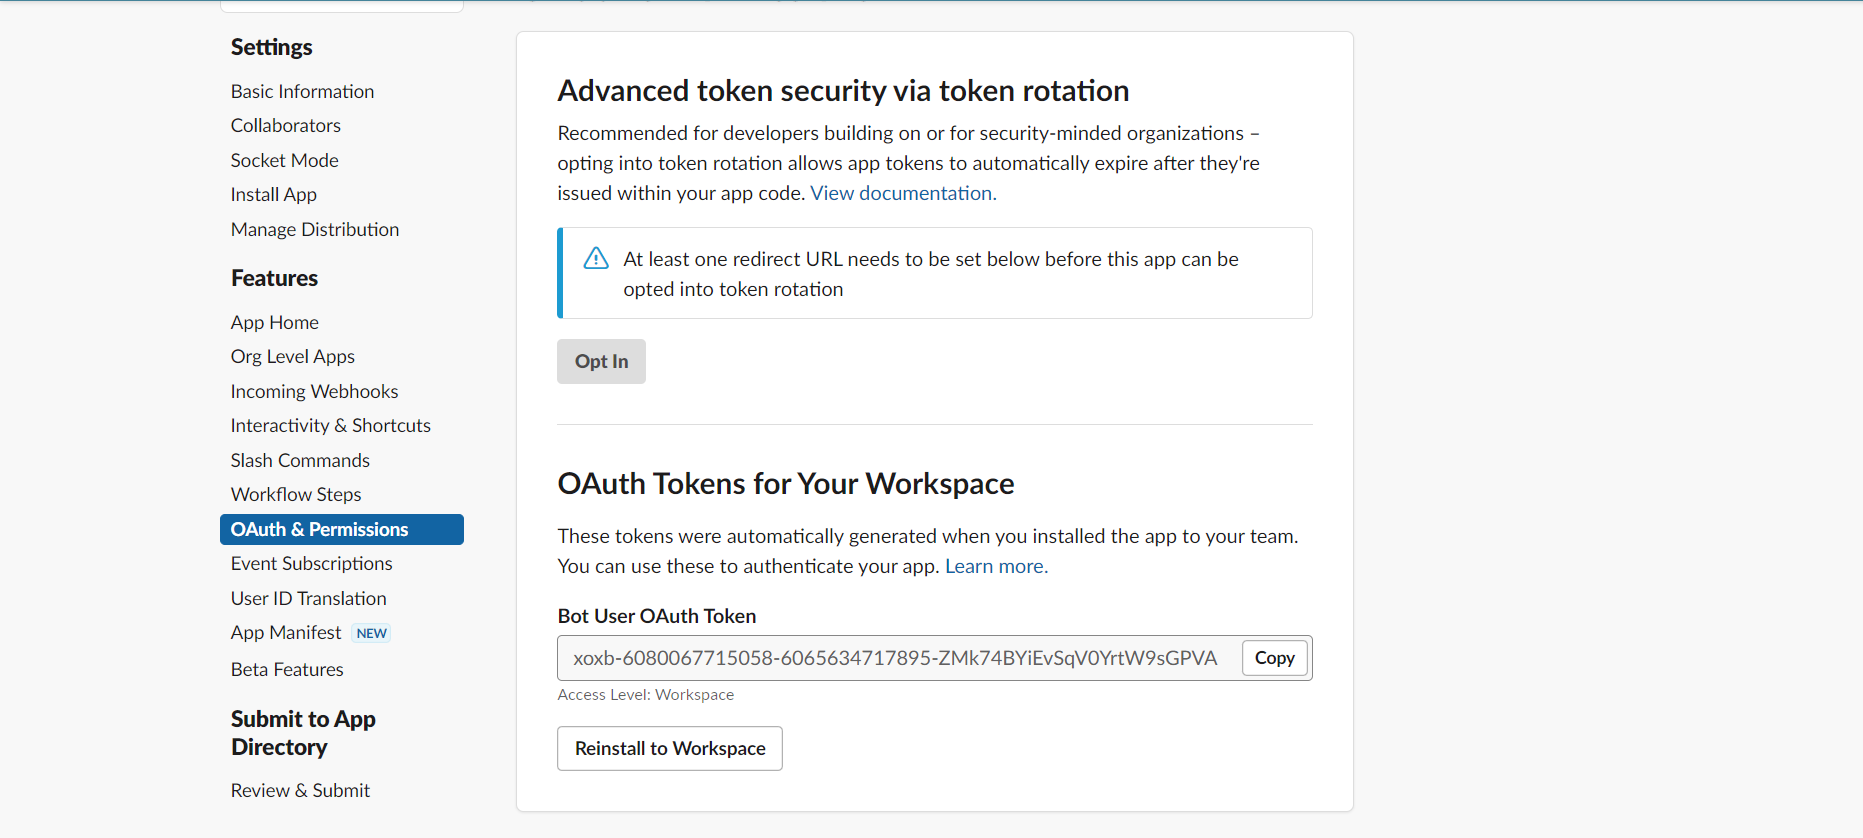 Settings
Basic Information
Collaborators
Socket Mode
Install App
Manage Distribution
Features
App Home
Org Level Apps
Incoming Webhooks
Interactivity & Shortcuts
Slash Commands
Workflow Steps
OAuth & Permissions
Event Subscriptions
User ID Translation
App Manifest NEW
Beta Features
Submit to App
Directory
Review & Submit
Advanced token security via token rotation
Recommended for developers building on or for security-minded organizations –
opting into token rotation allows app tokens to automatically expire after they're
issued within your app code. View documentation.
At least one redirect URL needs to be set below before this app can be
opted into token rotation
Opt In
OAuth Tokens for Your Workspace
These tokens were automatically generated when you installed the app to your team.
You can use these to authenticate your app. Learn more.
Bot User OAuth Token
xoxb-6080067715058-6065634717895-ZMk74BYiEvSqV0YrtW9sGPVA
Copy
Access Level: Workspace
Reinstall to Workspace